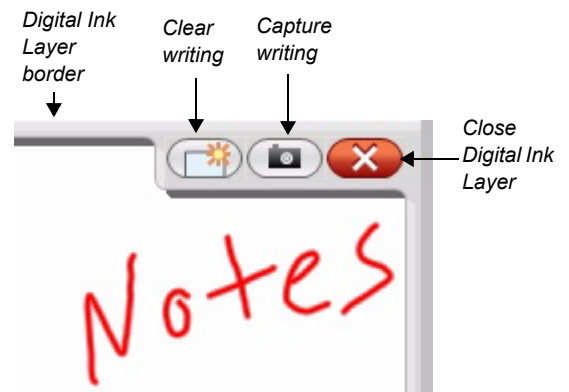 Digital Ink
Layer
border
Clear
writing
Capture
writing
Close
Digital Ink
Layer
Notes